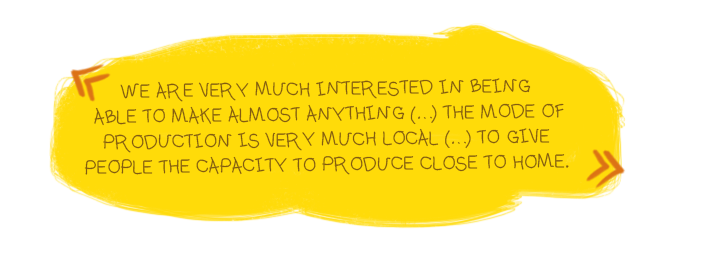 « WE ARE VERY MUCH INTERESTED IN BEING
ABLE TO MAKE ALMOST ANYTHING (...) THE MODE OF
PRODUCTION IS VERY MUCH LOCAL (...) TO GIVE
PEOPLE THE CAPACITY TO PRODUCE CLOSE TO HOME. »